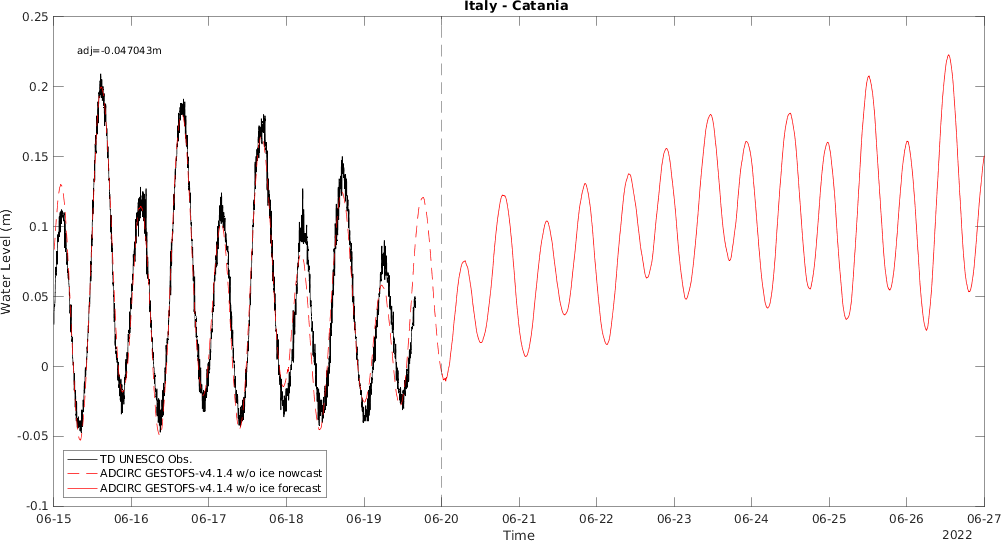 Italy - Catania
adj=-0.047043m
0.25
0.2
0.15
0.1
0.05
0
-0.05
-0.1
Water Level (m)
TD UNESCO Obs.
ADCIRC GESTOFS-v4.1.4 w/o ice nowcast
ADCIRC GESTOFS-v4.1.4 w/o ice forecast
06-15 06-16 06-17 06-18 06-19 06-20 06-21 06-22 06-23 06-24 06-25 06-26 06-27
Time
2022